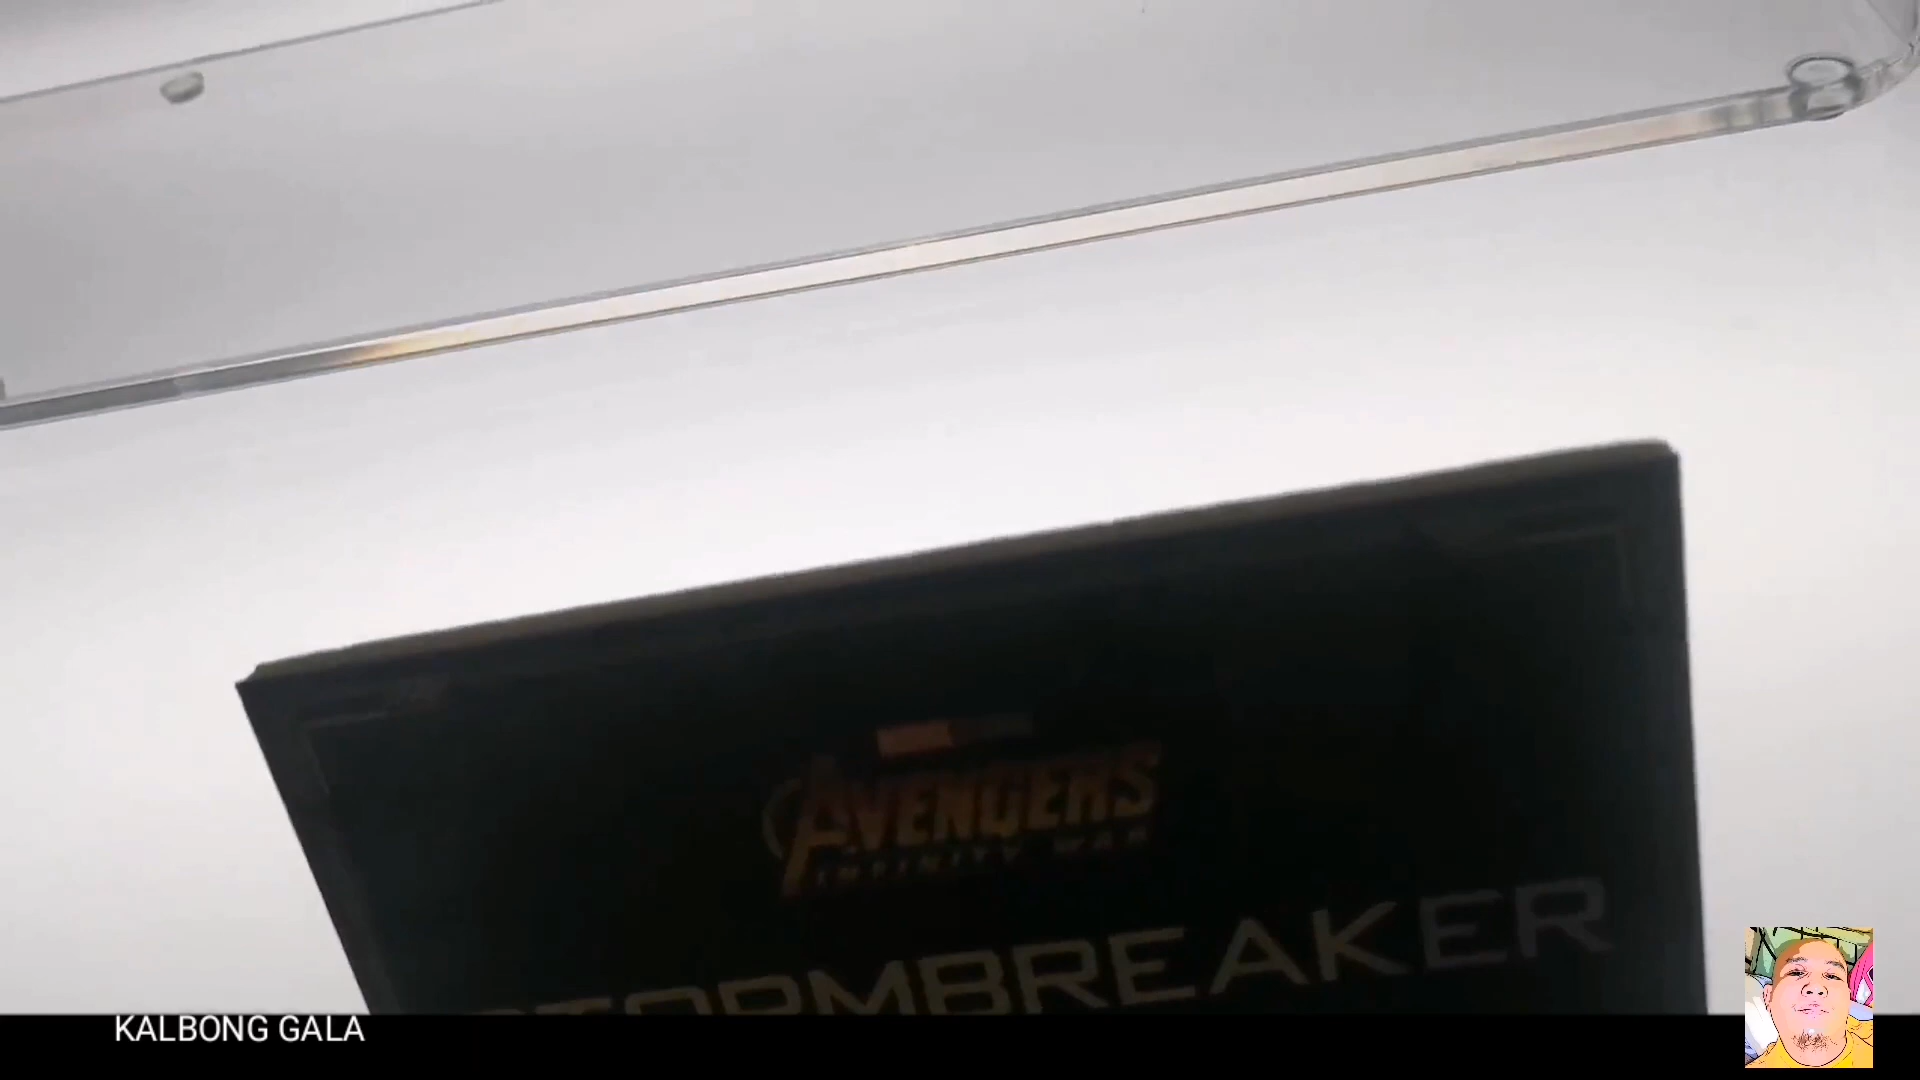 AVENGERS
INFINITY WAR
STORMBREAKER
KALBONG GALA